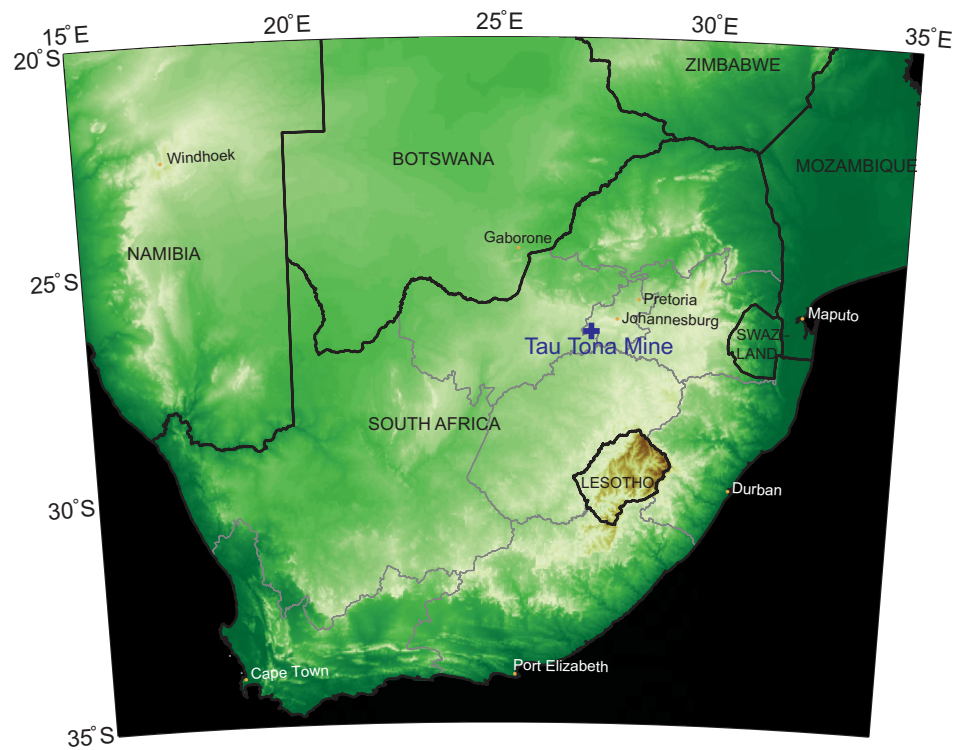 15°E
20°E
25°E
30°E
35°E
20°S
ZIMBABWE
Windhoek
BOTSWANA
MOZAMBIQUE
Gaborone
NAMIBIA
25°S
Pretoria
Johannesburg
Maputo
SWAZI-
LAND
Tau Tona Mine
SOUTH AFRICA
LESOTHO
Durban
30°S
Port Elizabeth
Cape Town
35°S